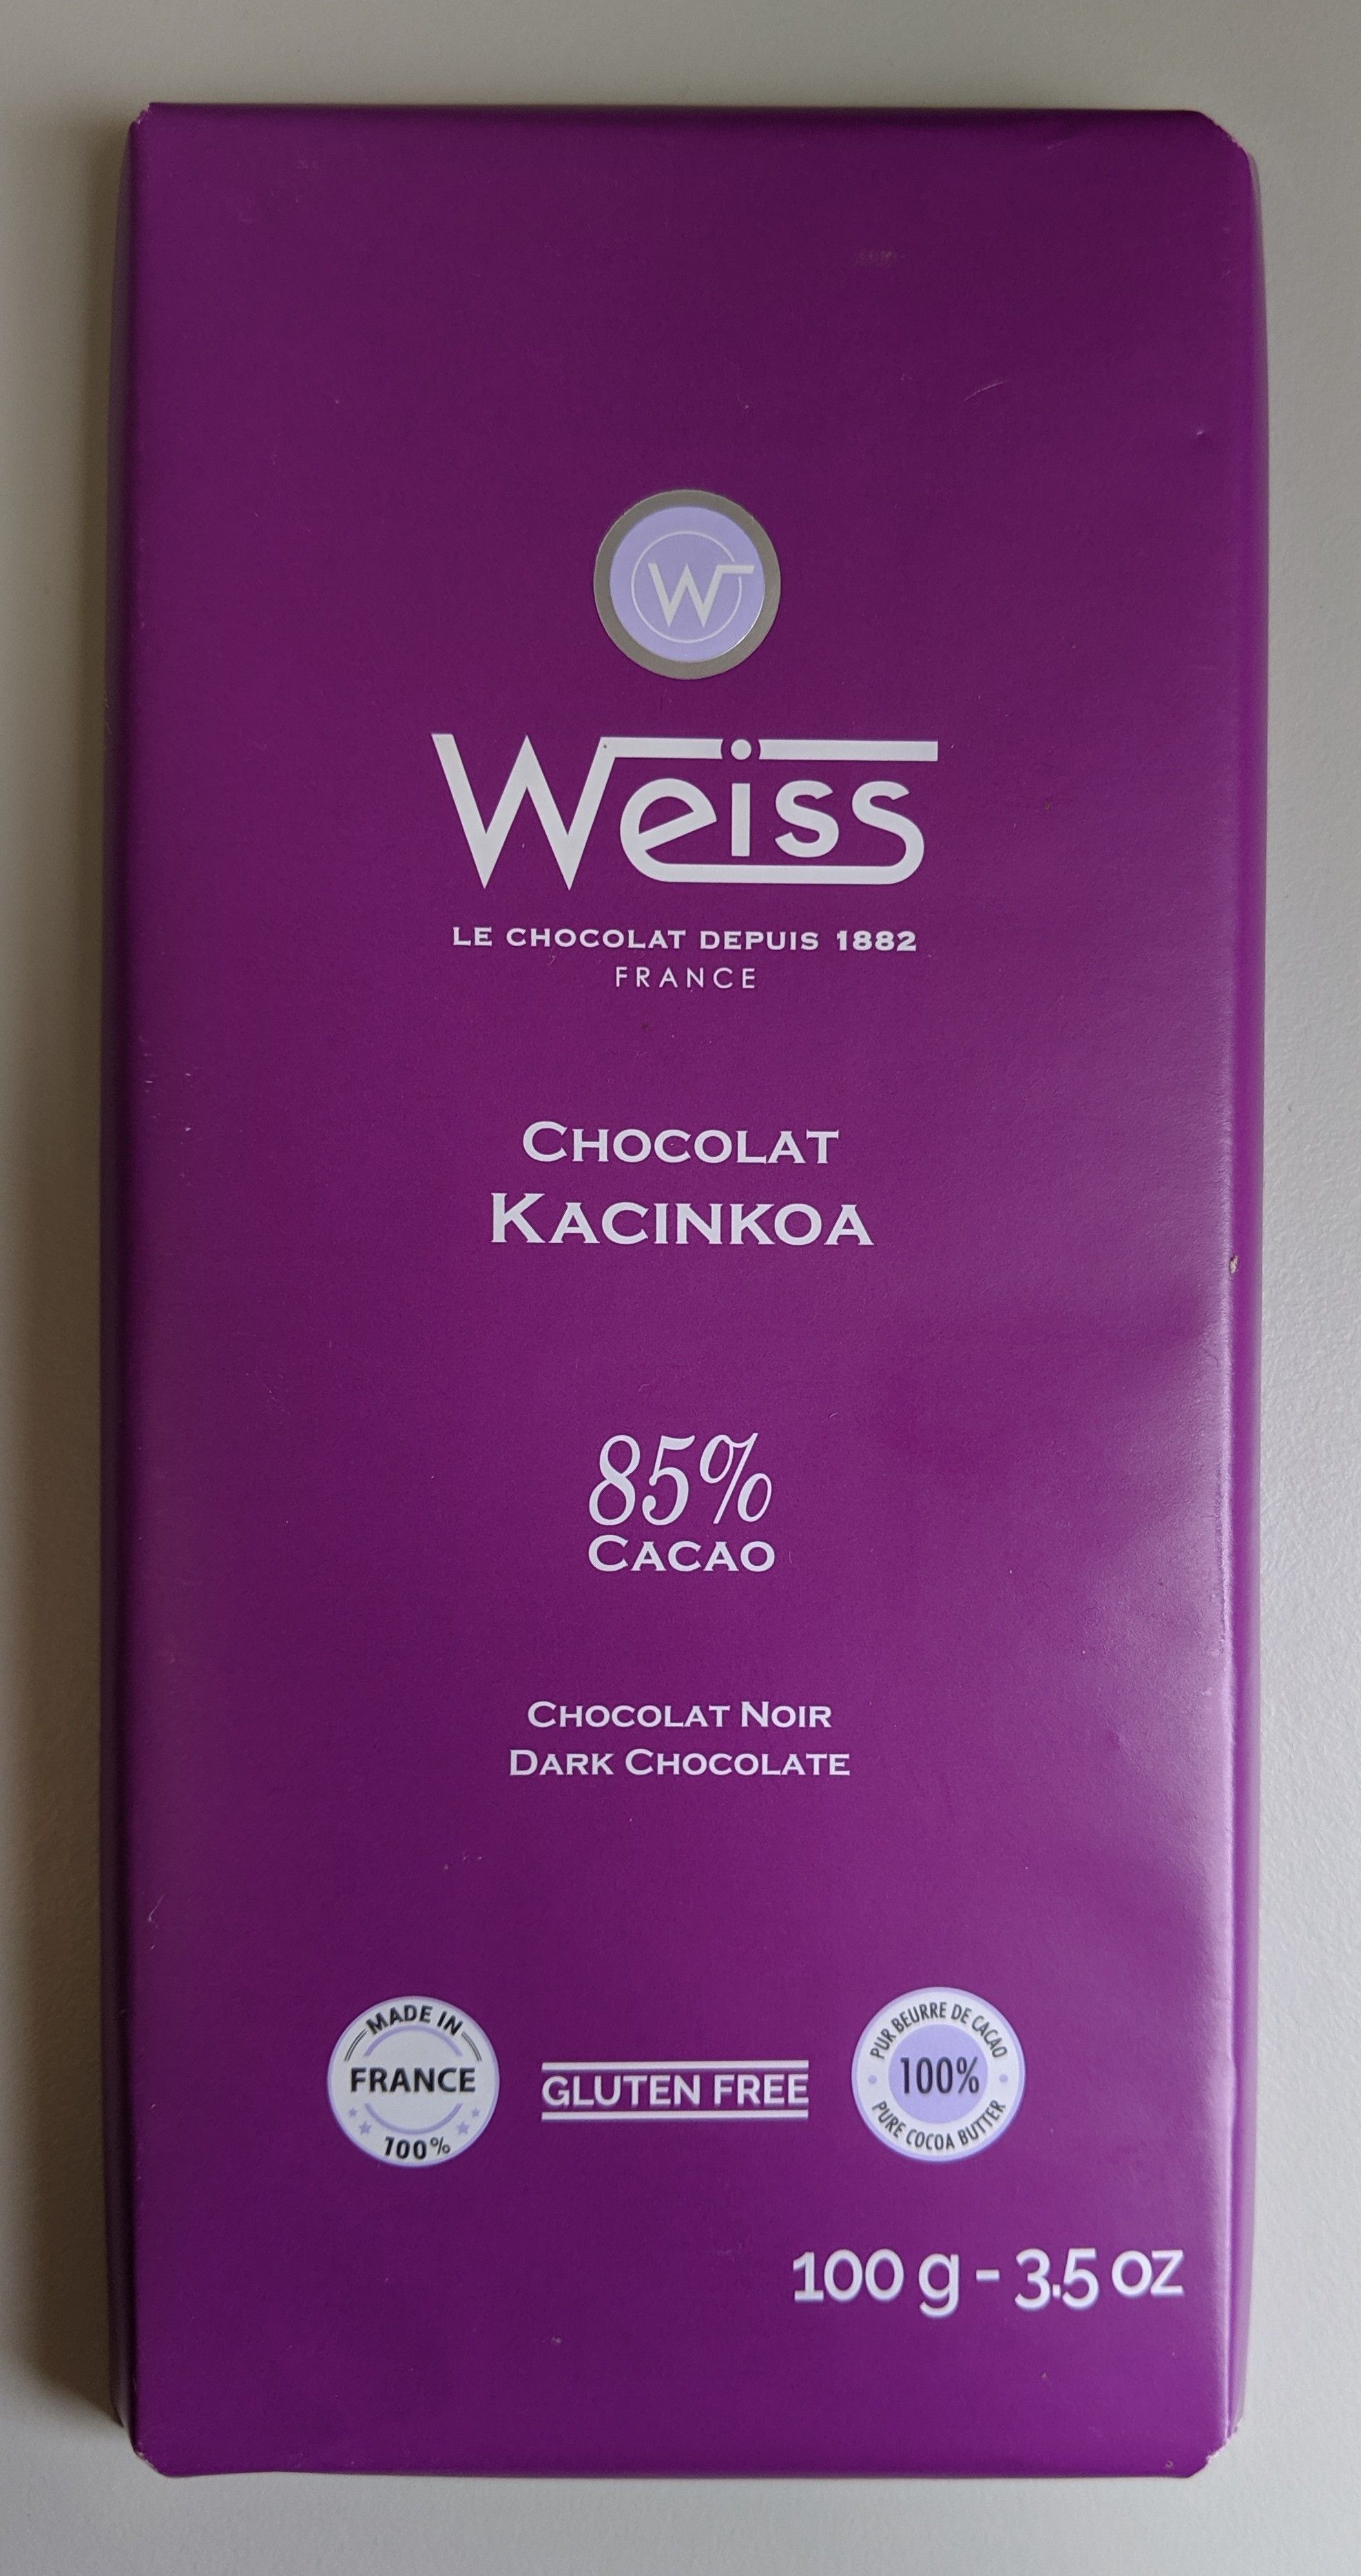 W
Weiss
LE CHOCOLAT DEPUIS 1882
FRANCE
CHOCOLAT
KACINKOA
85%
CACAO
CHOCOLAT NOIR
DARK CHOCOLATE
MADE IN
FRANCE
100%
GLUTEN FREE
PUR BEURRE DE CACAO
100%
PURE COCOA BUTTER
100 g - 3.5 oz